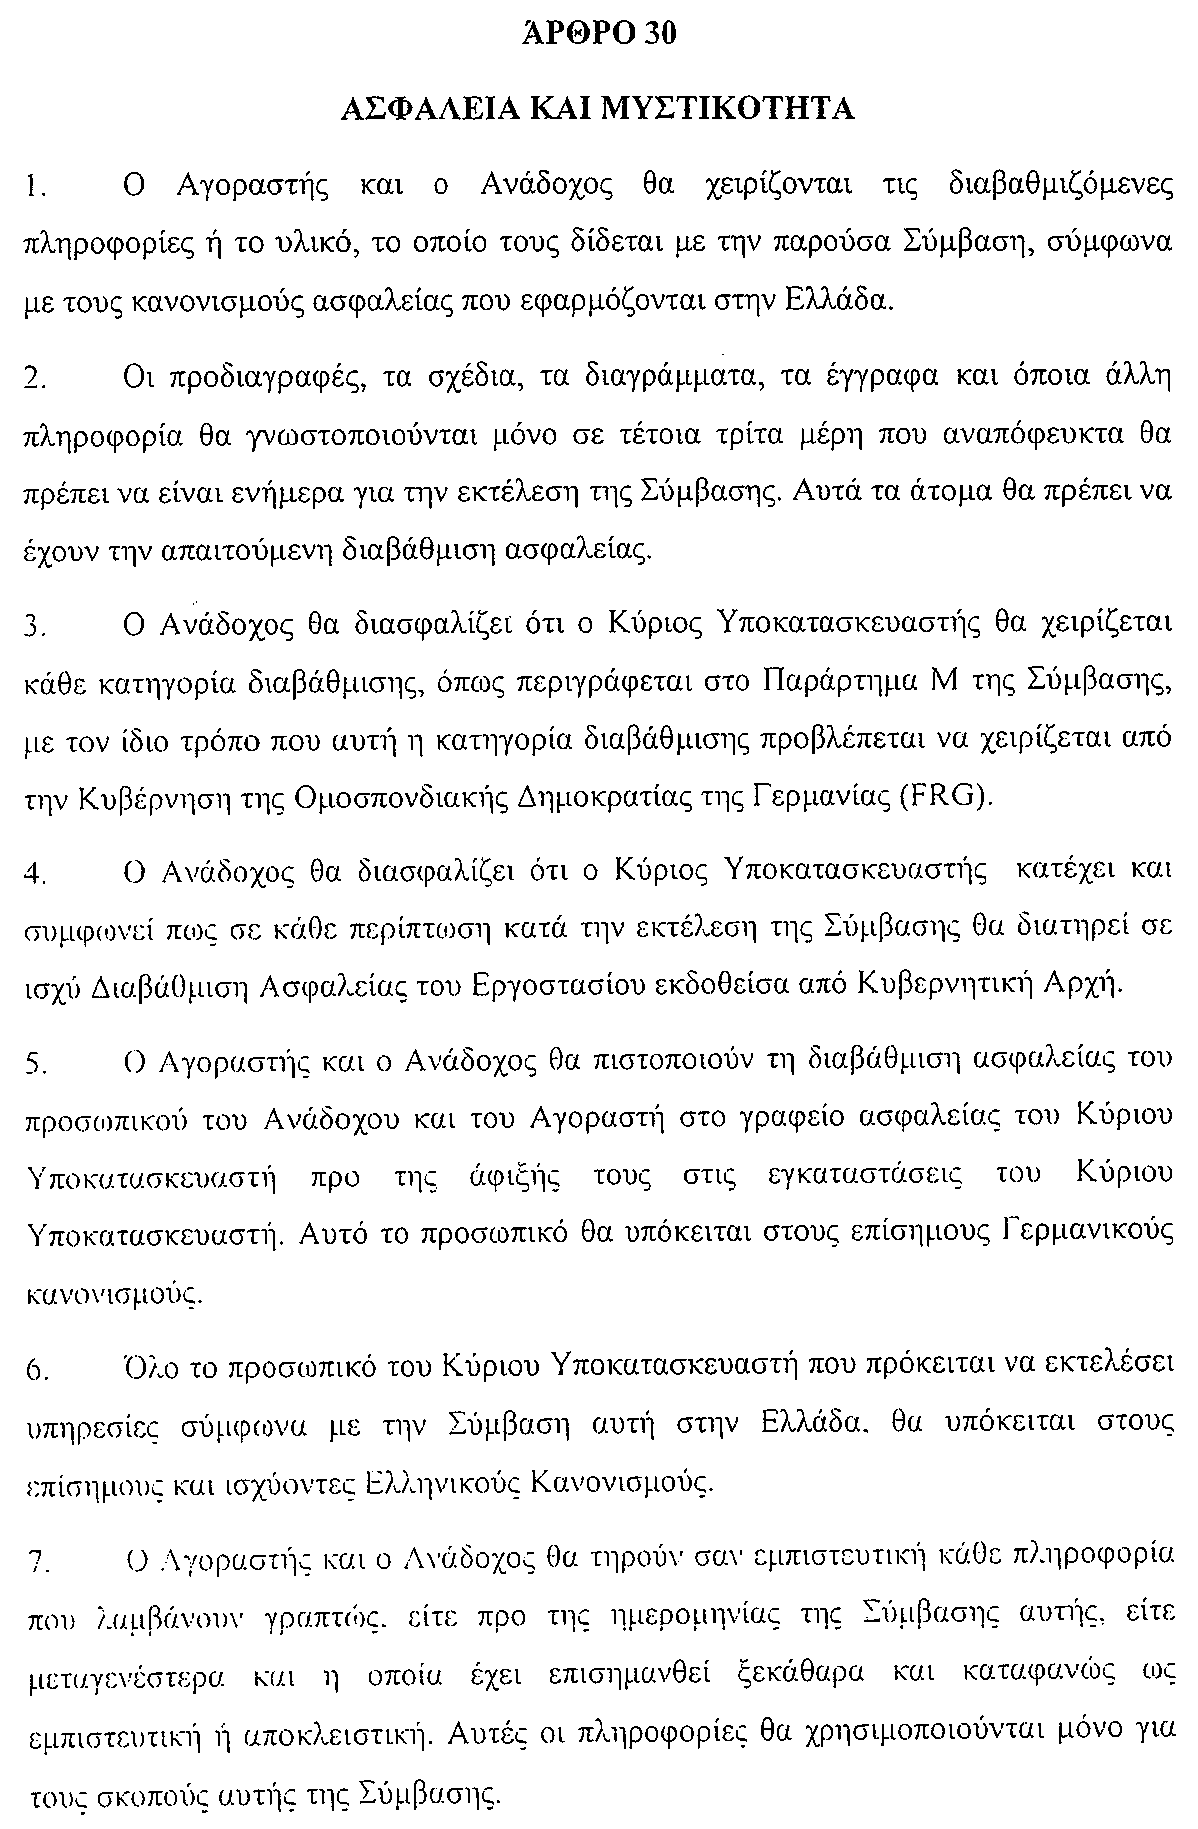 ΆΡΘΡΟ 30
ΑΣΦΑΛΕΙΑ ΚΑΙ ΜΥΣΤΙΚΟΤΗΤΑ
1. Ο Αγοραστής και ο Ανάδοχος θα χειρίζονται τις διαβαθμιζόμενες
πληροφορίες ή το υλικό, το οποίο τους δίδεται με την παρούσα Σύμβαση, σύμφωνα
με τους κανονισμούς ασφαλείας που εφαρμόζονται στην Ελλάδα.
2. Οι προδιαγραφές, τα σχέδια, τα διαγράμματα, τα έγγραφα και όποια άλλη
πληροφορία θα γνωστοποιούνται μόνο σε τέτοια τρίτα μέρη που αναπόφευκτα θα
πρέπει να είναι ενήμερα για την εκτέλεση της Σύμβασης. Αυτά τα άτομα θα πρέπει να
έχουν την απαιτούμενη διαβάθμιση ασφαλείας.
3. Ο Ανάδοχος θα διασφαλίζει ότι ο Κύριος Υποκατασκευαστής θα χειρίζεται
κάθε κατηγορία διαβάθμισης, όπως περιγράφεται στο Παράρτημα Μ της Σύμβασης,
με τον ίδιο τρόπο που αυτή η κατηγορία διαβάθμισης προβλέπεται να χειρίζεται από
την Κυβέρνηση της Ομοσπονδιακής Δημοκρατίας της Γερμανίας (FRG).
4. Ο Ανάδοχος θα διασφαλίζει ότι ο Κύριος Υποκατασκευαστής κατέχει και
συμφωνεί πως σε κάθε περίπτωση κατά την εκτέλεση της Σύμβασης θα διατηρεί σε
ισχύ Διαβάθμιση Ασφαλείας του Εργοστασίου εκδοθείσα από Κυβερνητική Αρχή.
5. Ο Αγοραστής και ο Ανάδοχος θα πιστοποιούν τη διαβάθμιση ασφαλείας του
προσωπικού του Ανάδοχου και του Αγοραστή στο γραφείο ασφαλείας του Κύριου
Υποκατασκευαστή προ της άφιξής τους στις εγκαταστάσεις του Κύριου
Υποκατασκευαστή. Αυτό το προσωπικό θα υπόκειται στους επίσημους Γερμανικούς
κανονισμούς.
6. Όλο το προσωπικό του Κύριου Υποκατασκευαστή που πρόκειται να εκτελέσει
υπηρεσίες σύμφωνα με την Σύμβαση αυτή στην Ελλάδα, θα υπόκειται στους
επίσημους και ισχύοντες Ελληνικούς Κανονισμούς.
7. Ο Αγοραστής και ο Ανάδοχος θα τηρούν σαν εμπιστευτική κάθε πληροφορία
που λαμβάνουν γραπτώς, είτε προ της ημερομηνίας της Σύμβασης αυτής, είτε
μεταγενέστερα και η οποία έχει επισημανθεί ξεκάθαρα και καταφανώς ως
εμπιστευτική ή αποκλειστική. Αυτές οι πληροφορίες θα χρησιμοποιούνται μόνο για
τους σκοπούς αυτής της Σύμβασης.